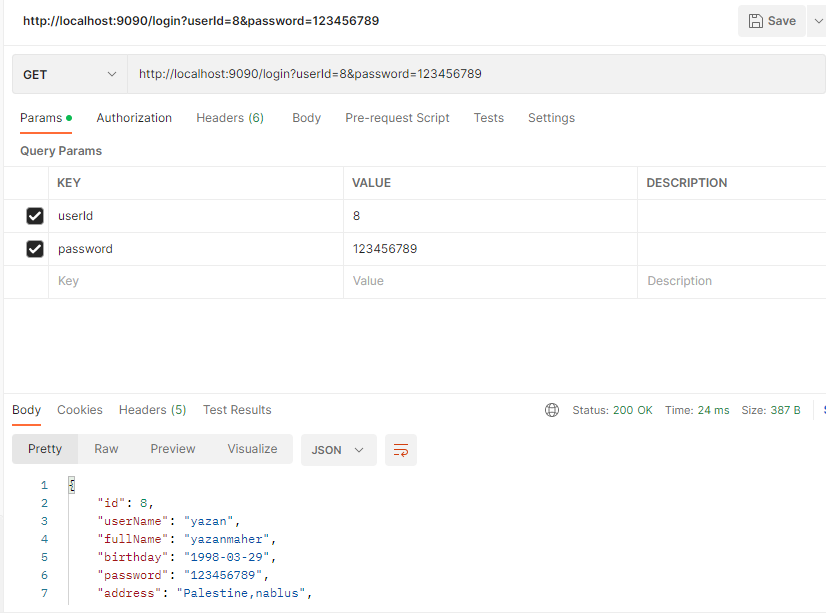 http://localhost:9090/login?userId=8&password=123456789
Save
GET
http://localhost:9090/login?userId=8&password=123456789
Params Authorization Headers (6) Body Pre-request Script Tests Settings
Query Params
KEY VALUE DESCRIPTION
userId 8
password 123456789
Key Value Description
Body Cookies Headers (5) Test Results Status: 200 OK Time: 24 ms Size: 387 B
Pretty Raw Preview Visualize JSON
1 {
2 "id": 8,
3 "userName": "yazan",
4 "fullName": "yazanmaher",
5 "birthday": "1998-03-29",
6 "password": "123456789",
7 "address": "Palestine,nablus",